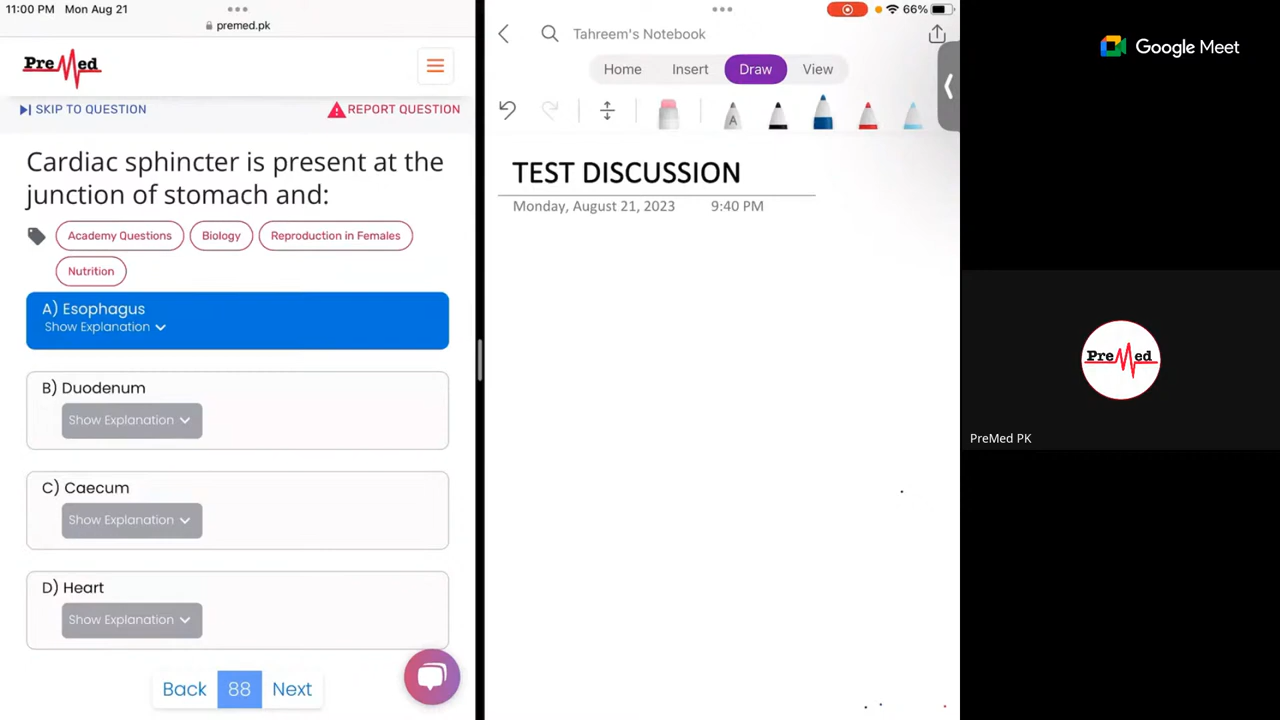 11:00 PM Mon Aug 21
premed.pk
PreMed
SKIP TO QUESTION
REPORT QUESTION
Cardiac sphincter is present at the
junction of stomach and:
Academy Questions
Biology
Reproduction in Females
Nutrition
A) Esophagus
Show Explanation
B) Duodenum
Show Explanation
C) Caecum
Show Explanation
D) Heart
Show Explanation
Back 88 Next
66%
Tahreem's Notebook
Home Insert Draw View
A
TEST DISCUSSION
Monday, August 21, 2023 9:40 PM
Google Meet
PreMed
PreMed PK